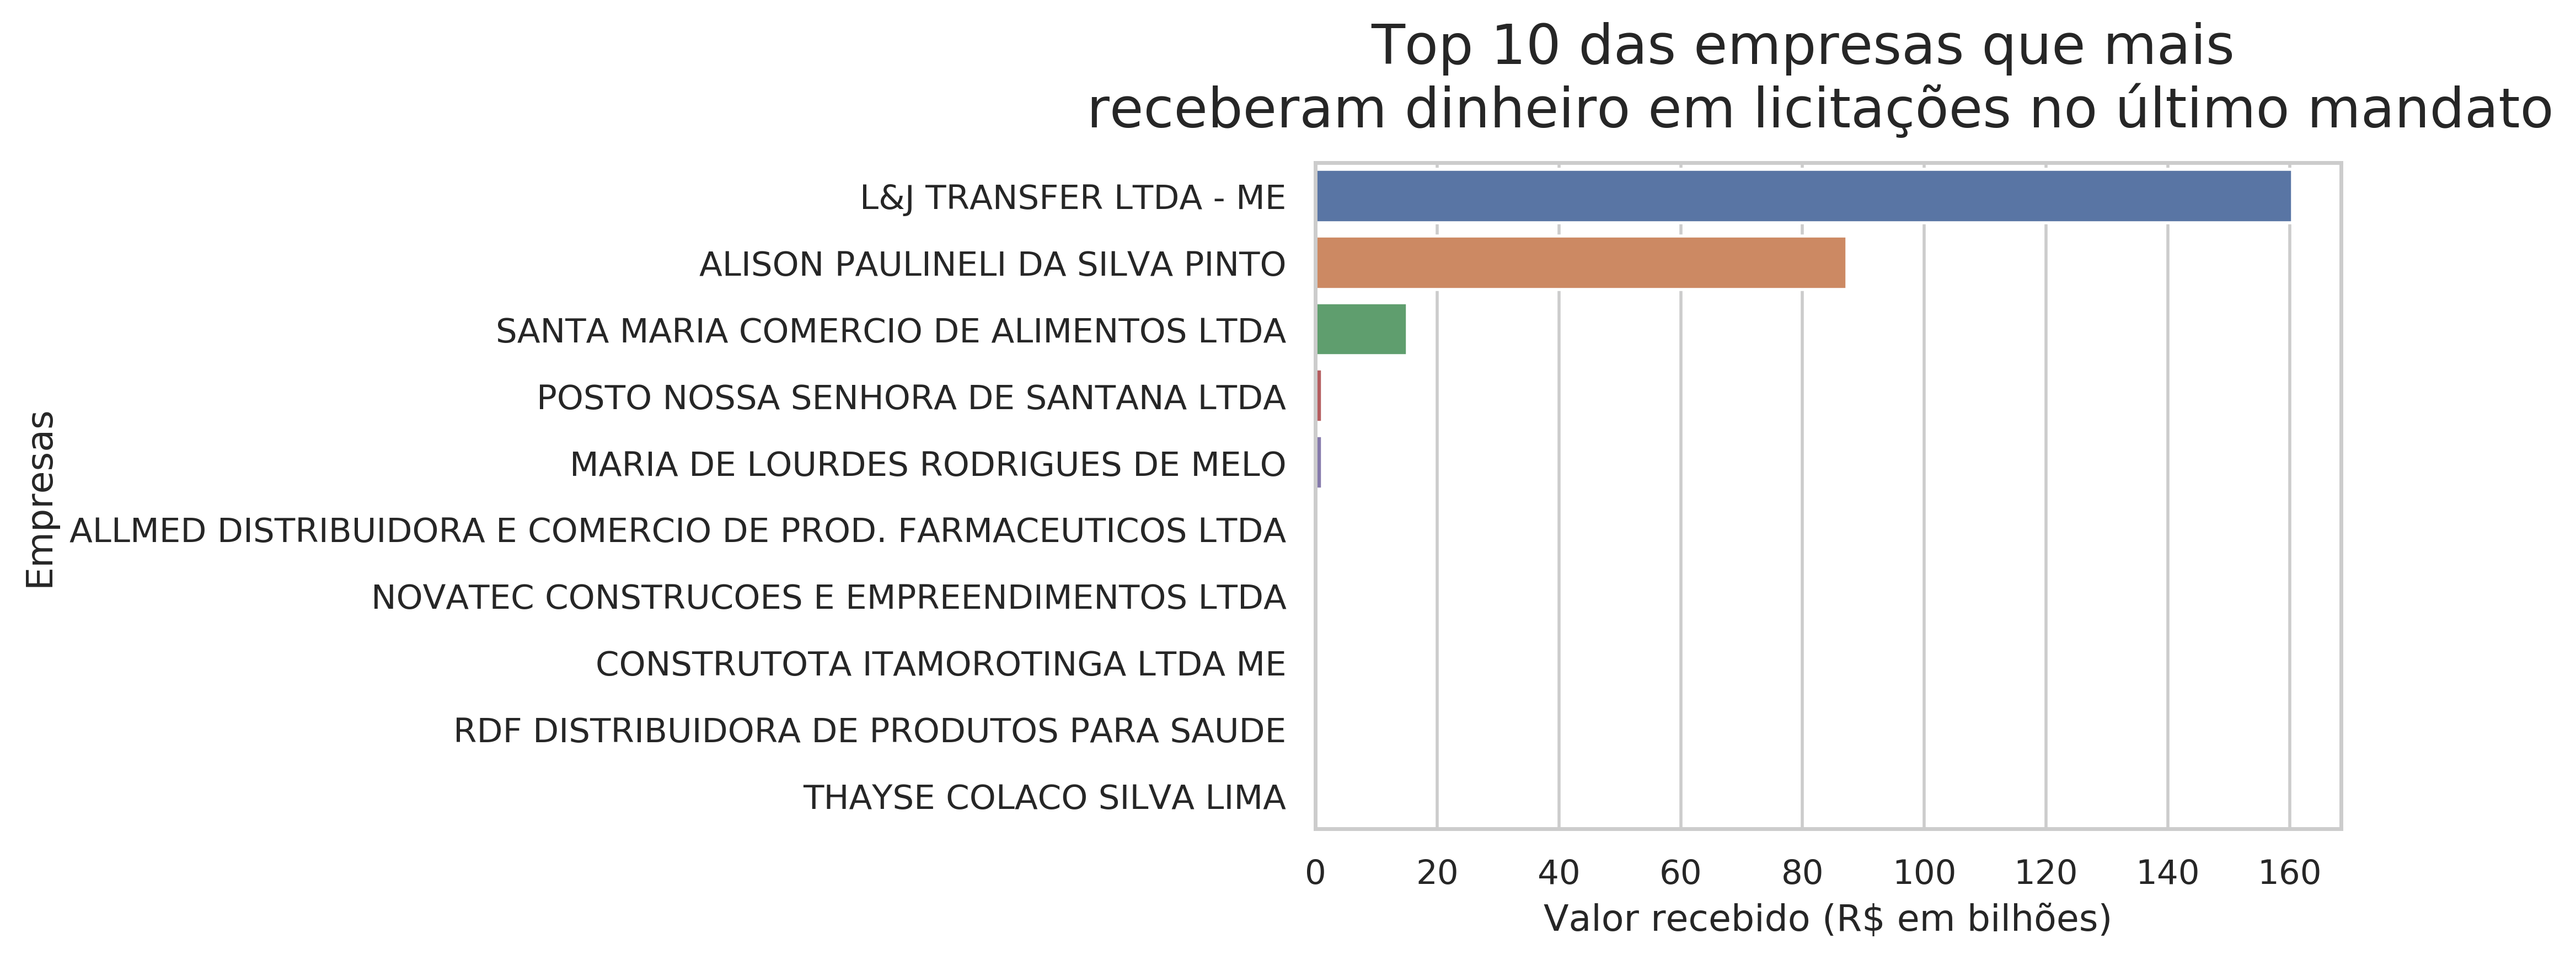 Top 10 das empresas que mais
receberam dinheiro em licitações no último mandato
Empresas
L&J TRANSFER LTDA - ME
ALISON PAULINELI DA SILVA PINTO
SANTA MARIA COMERCIO DE ALIMENTOS LTDA
POSTO NOSSA SENHORA DE SANTANA LTDA
MARIA DE LOURDES RODRIGUES DE MELO
ALLMED DISTRIBUIDORA E COMERCIO DE PROD. FARMACEUTICOS LTDA
NOVATEC CONSTRUCOES E EMPREENDIMENTOS LTDA
CONSTRUTOTA ITAMOROTINGA LTDA ME
RDF DISTRIBUIDORA DE PRODUTOS PARA SAUDE
THAYSE COLACO SILVA LIMA
0 20 40 60 80 100 120 140 160
Valor recebido (R$ em bilhões)